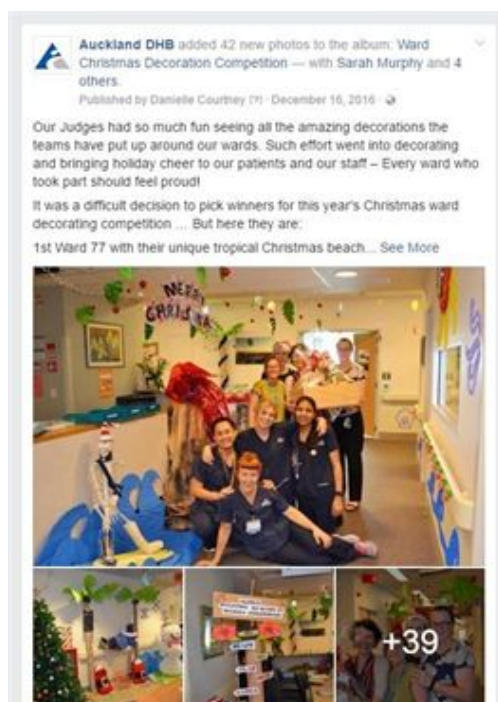 Auckland DHB added 42 new photos to the album: Ward
Christmas Decoration Competition — with Sarah Murphy and 4
others.
Published by Danielle Courtney [?] · December 16, 2016 ·
Our Judges had so much fun seeing all the amazing decorations the
teams have put up around our wards. Such effort went into decorating
and bringing holiday cheer to our patients and our staff – Every ward who
took part should feel proud!
It was a difficult decision to pick winners for this year's Christmas ward
decorating competition … But here they are:
1st Ward 77 with their unique tropical Christmas beach... See More
MERRY
CHRISTMA
+39